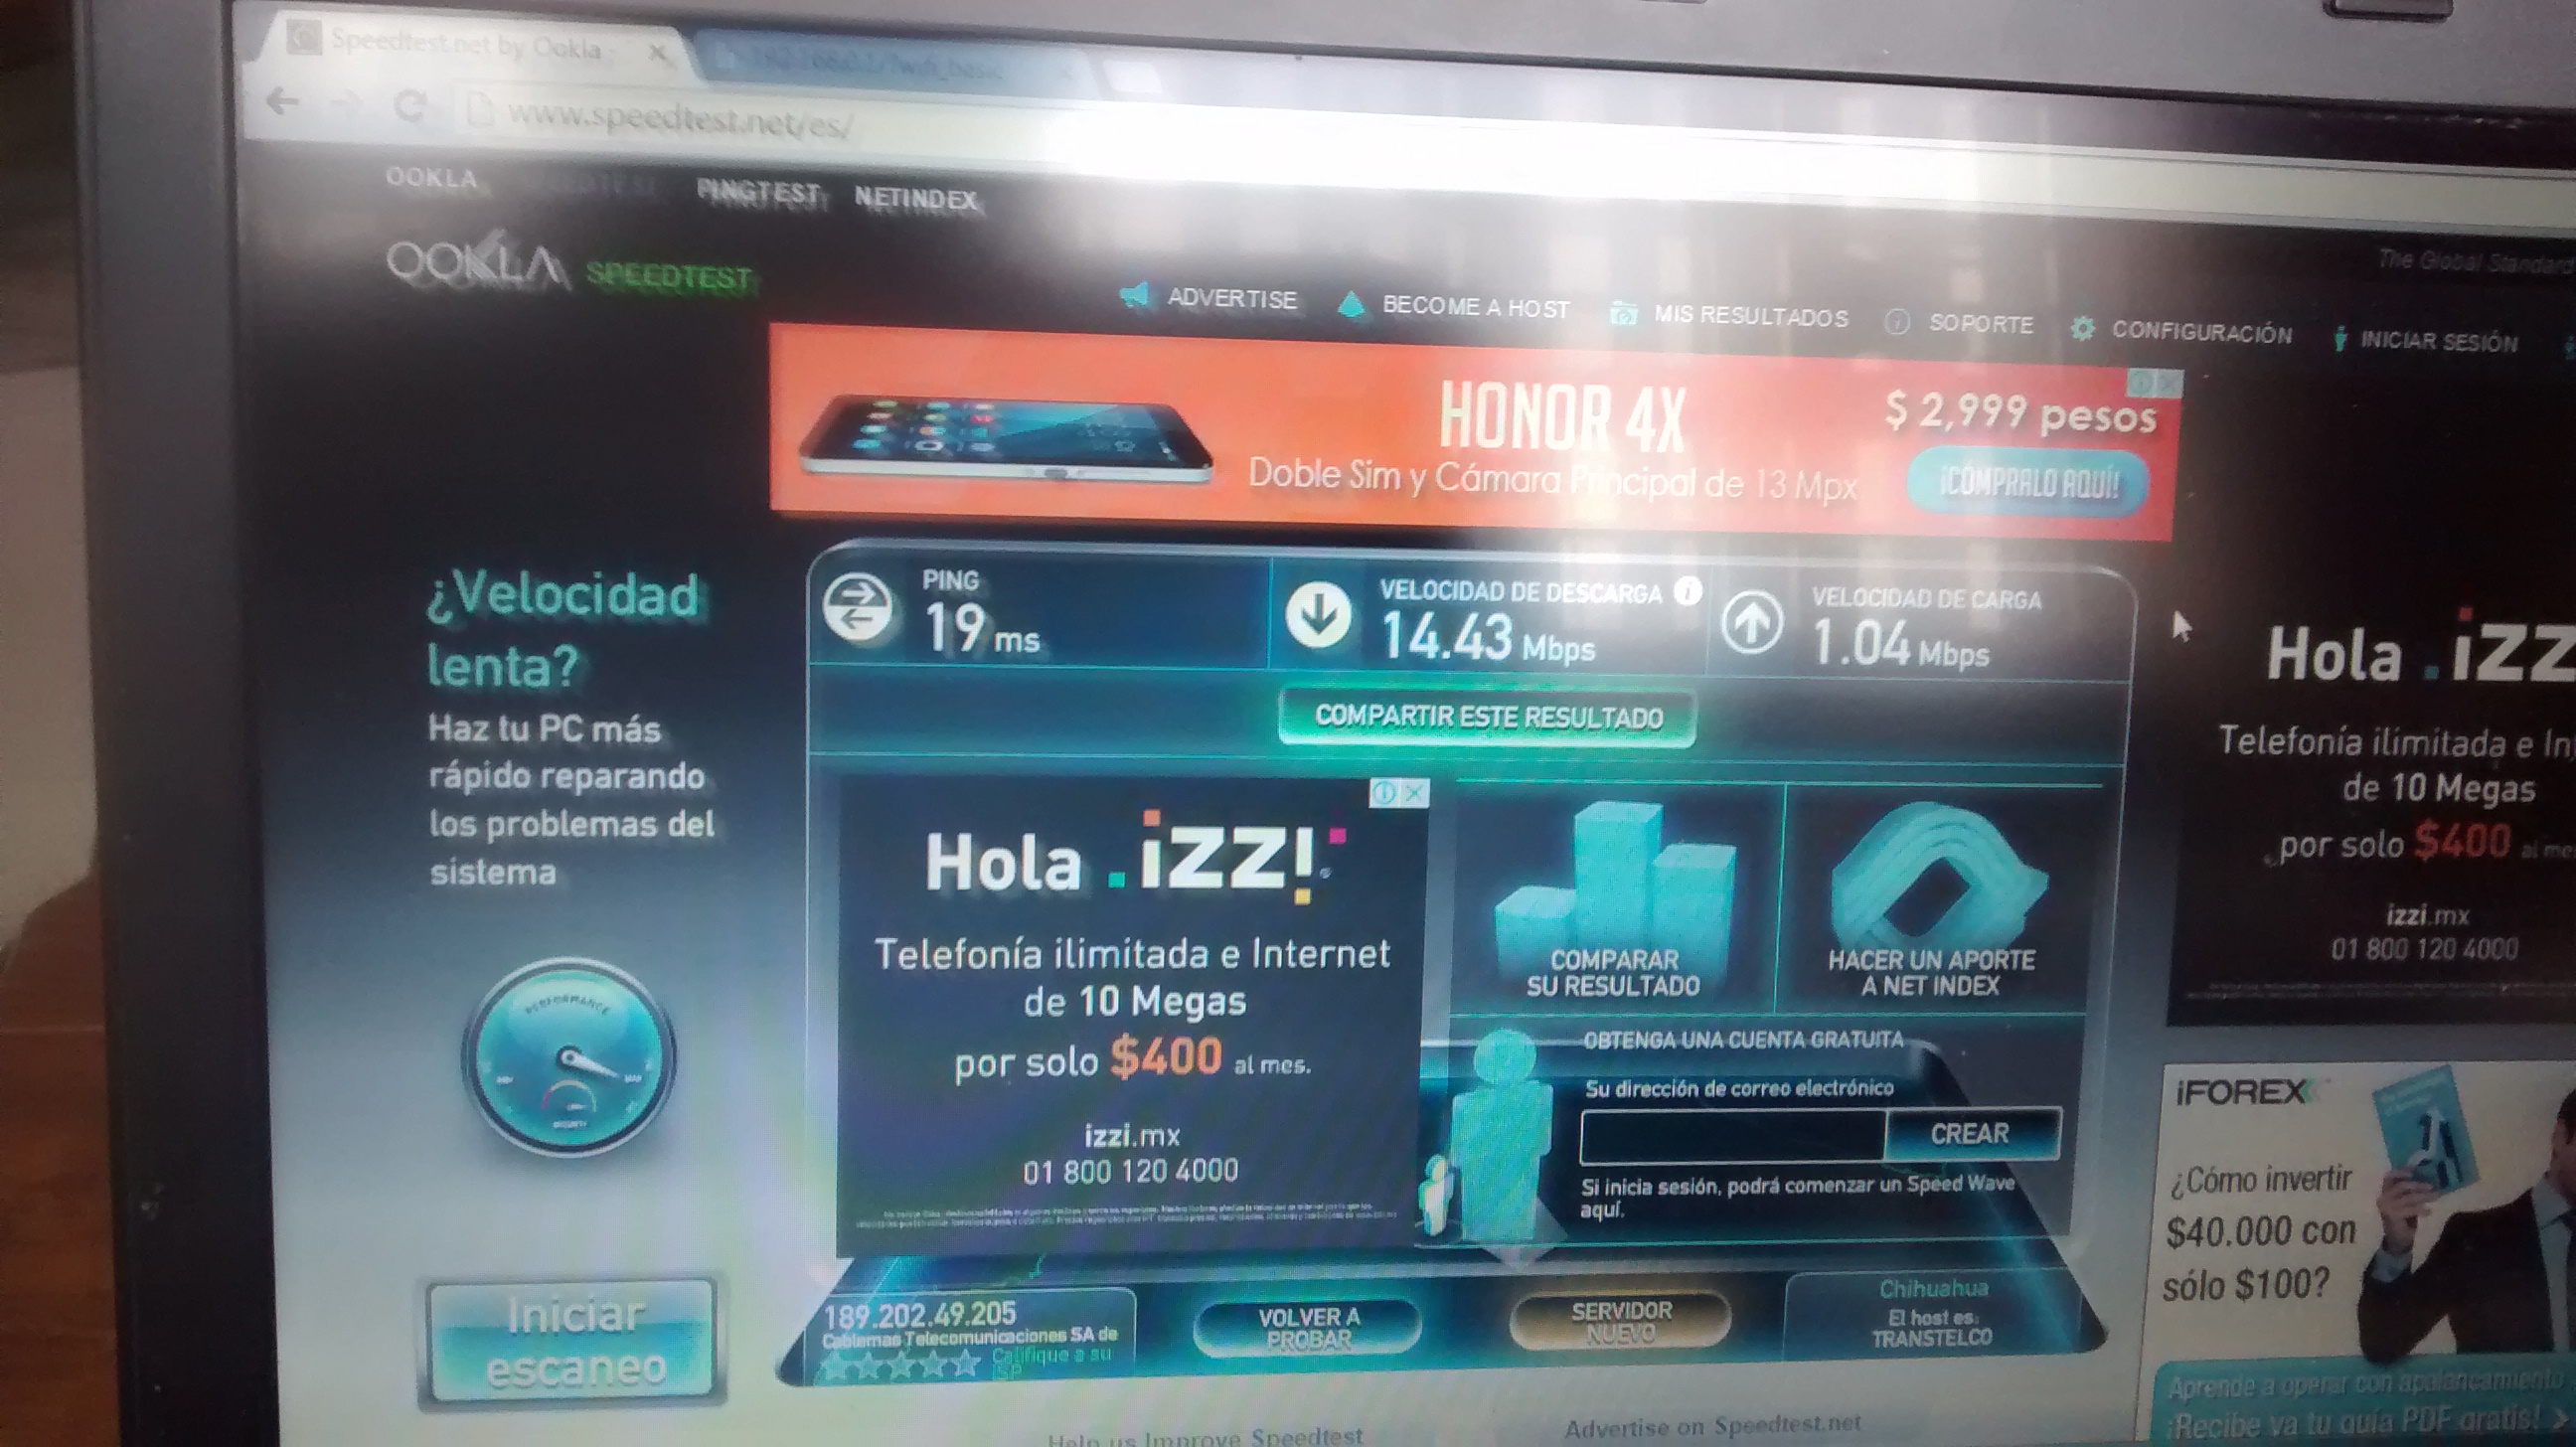 Speedtest.net by Ookla
www.speedtest.net/es/
OOKLA
PINGTEST
NETINDEX
OOKLA SPEEDTEST
The Global Standard
ADVERTISE
BECOME A HOST
MIS RESULTADOS
SOPORTE
CONFIGURACIÓN
INICIAR SESIÓN
HONOR 4X
Doble Sim y Cámara Principal de 13 Mpx
$ 2,999 pesos
¡CÓMPRALO AQUÍ!
¿Velocidad
lenta?
Haz tu PC más
rápido reparando
los problemas del
sistema
PERFORMANCE
Iniciar
escaneo
PING
19 ms
VELOCIDAD DE DESCARGA
14.43 Mbps
VELOCIDAD DE CARGA
1.04 Mbps
COMPARTIR ESTE RESULTADO
Hola .izzi
Telefonía ilimitada e Internet
de 10 Megas
por solo $400 al mes.
izzi.mx
01 800 120 4000
COMPARAR
SU RESULTADO
HACER UN APORTE
A NET INDEX
OBTENGA UNA CUENTA GRATUITA
Su dirección de correo electrónico
CREAR
Si inicia sesión, podrá comenzar un Speed Wave
aquí.
189.202.49.205
Cablemas Telecomunicaciones SA de
Califique a su
ISP
VOLVER A
PROBAR
SERVIDOR
NUEVO
Chihuahua
El host es:
TRANSTELCO
Hola .izz
Telefonía ilimitada e In
de 10 Megas
por solo $400 al me
izzi.mx
01 800 120 4000
iFOREX
¿Cómo invertir
$40.000 con
sólo $100?
Aprende a operar con apalancamiento
¡Recibe ya tu guía PDF gratis!
Help us Improve Speedtest
Advertise on Speedtest.net